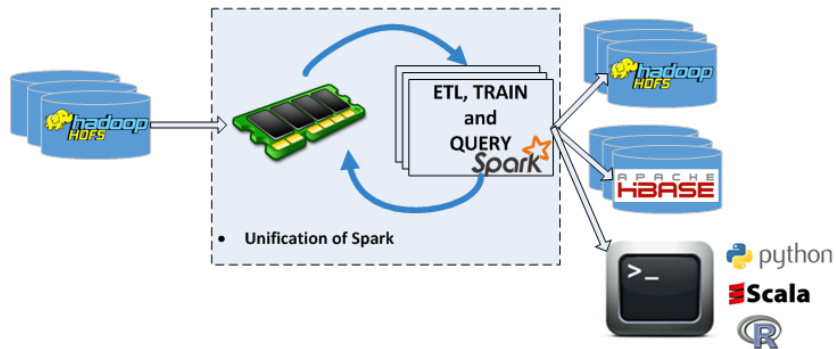 hadoop
HDFS
ETL, TRAIN
and
QUERY
Spark
• Unification of Spark
hadoop
HDFS
APACHE
HBASE
>_
python
Scala
R